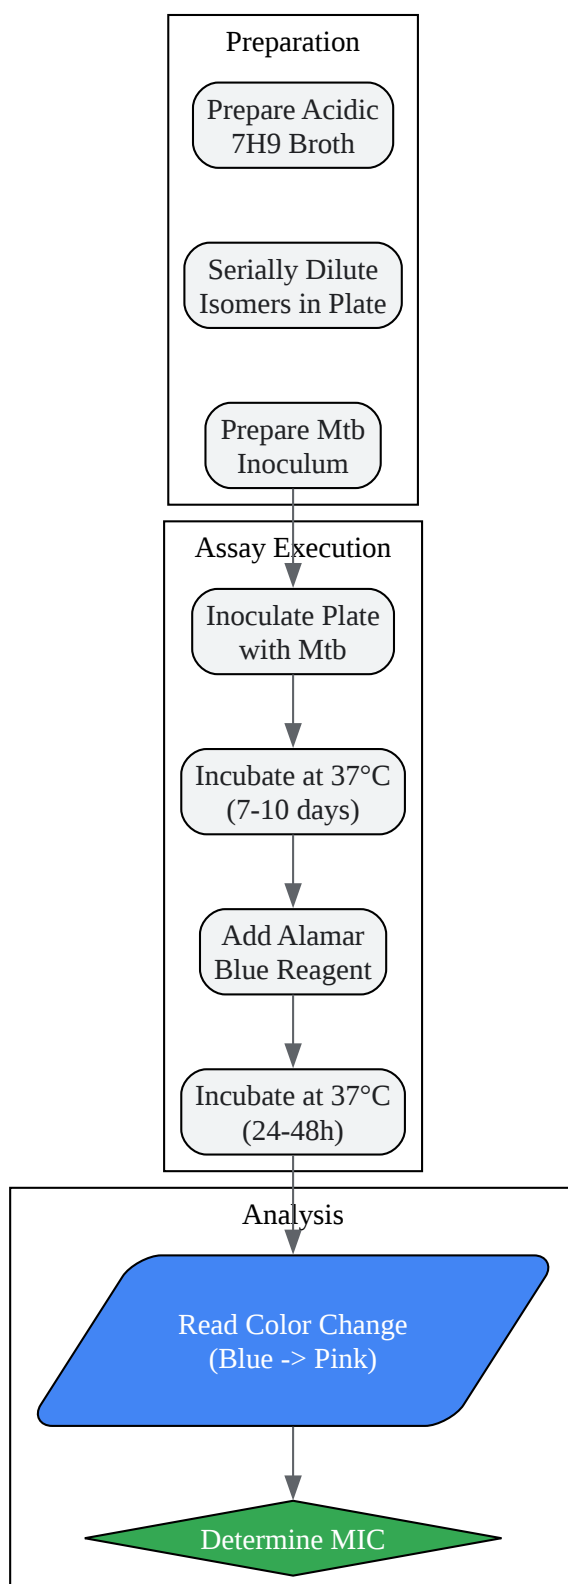 Preparation
Prepare Acidic
7H9 Broth
Serially Dilute
Isomers in Plate
Prepare Mtb
Inoculum
Assay Execution
Inoculate Plate
with Mtb
Incubate at 37°C
(7-10 days)
Add Alamar
Blue Reagent
Incubate at 37°C
(24-48h)
Analysis
Read Color Change
(Blue -> Pink)
Determine MIC